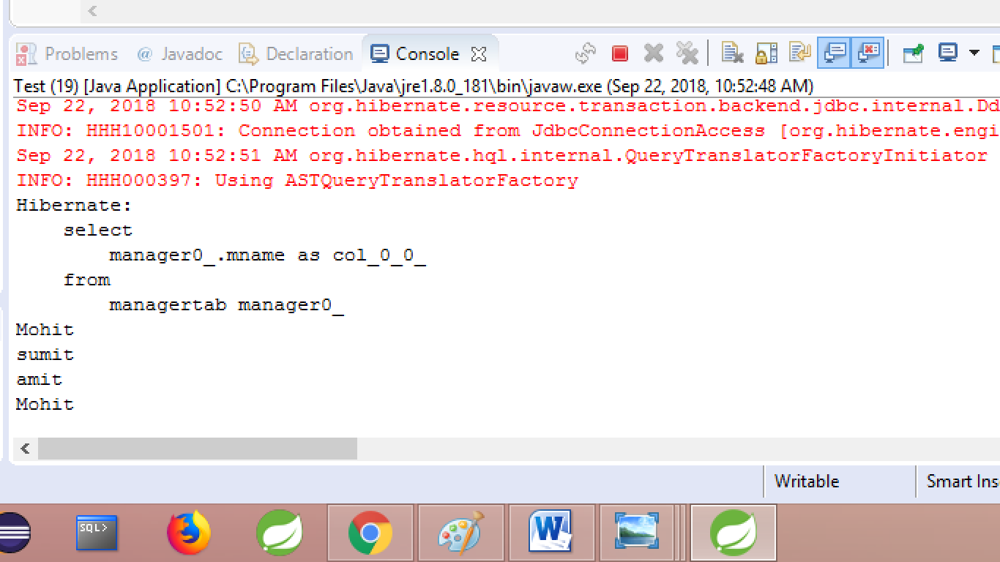 Problems @ Javadoc Declaration Console
Test (19) [Java Application] C:\Program Files\Java\jre1.8.0_181\bin\javaw.exe (Sep 22, 2018, 10:52:48 AM)
Sep 22, 2018 10:52:50 AM org.hibernate.resource.transaction.backend.jdbc.internal.Dd
INFO: HHH10001501: Connection obtained from JdbcConnectionAccess [org.hibernate.engi
Sep 22, 2018 10:52:51 AM org.hibernate.hql.internal.QueryTranslatorFactoryInitiator
INFO: HHH000397: Using ASTQueryTranslatorFactory
Hibernate:
select
manager0_.mname as col_0_0_
from
managertab manager0_
Mohit
sumit
amit
Mohit
Writable Smart Ins
SQL> W